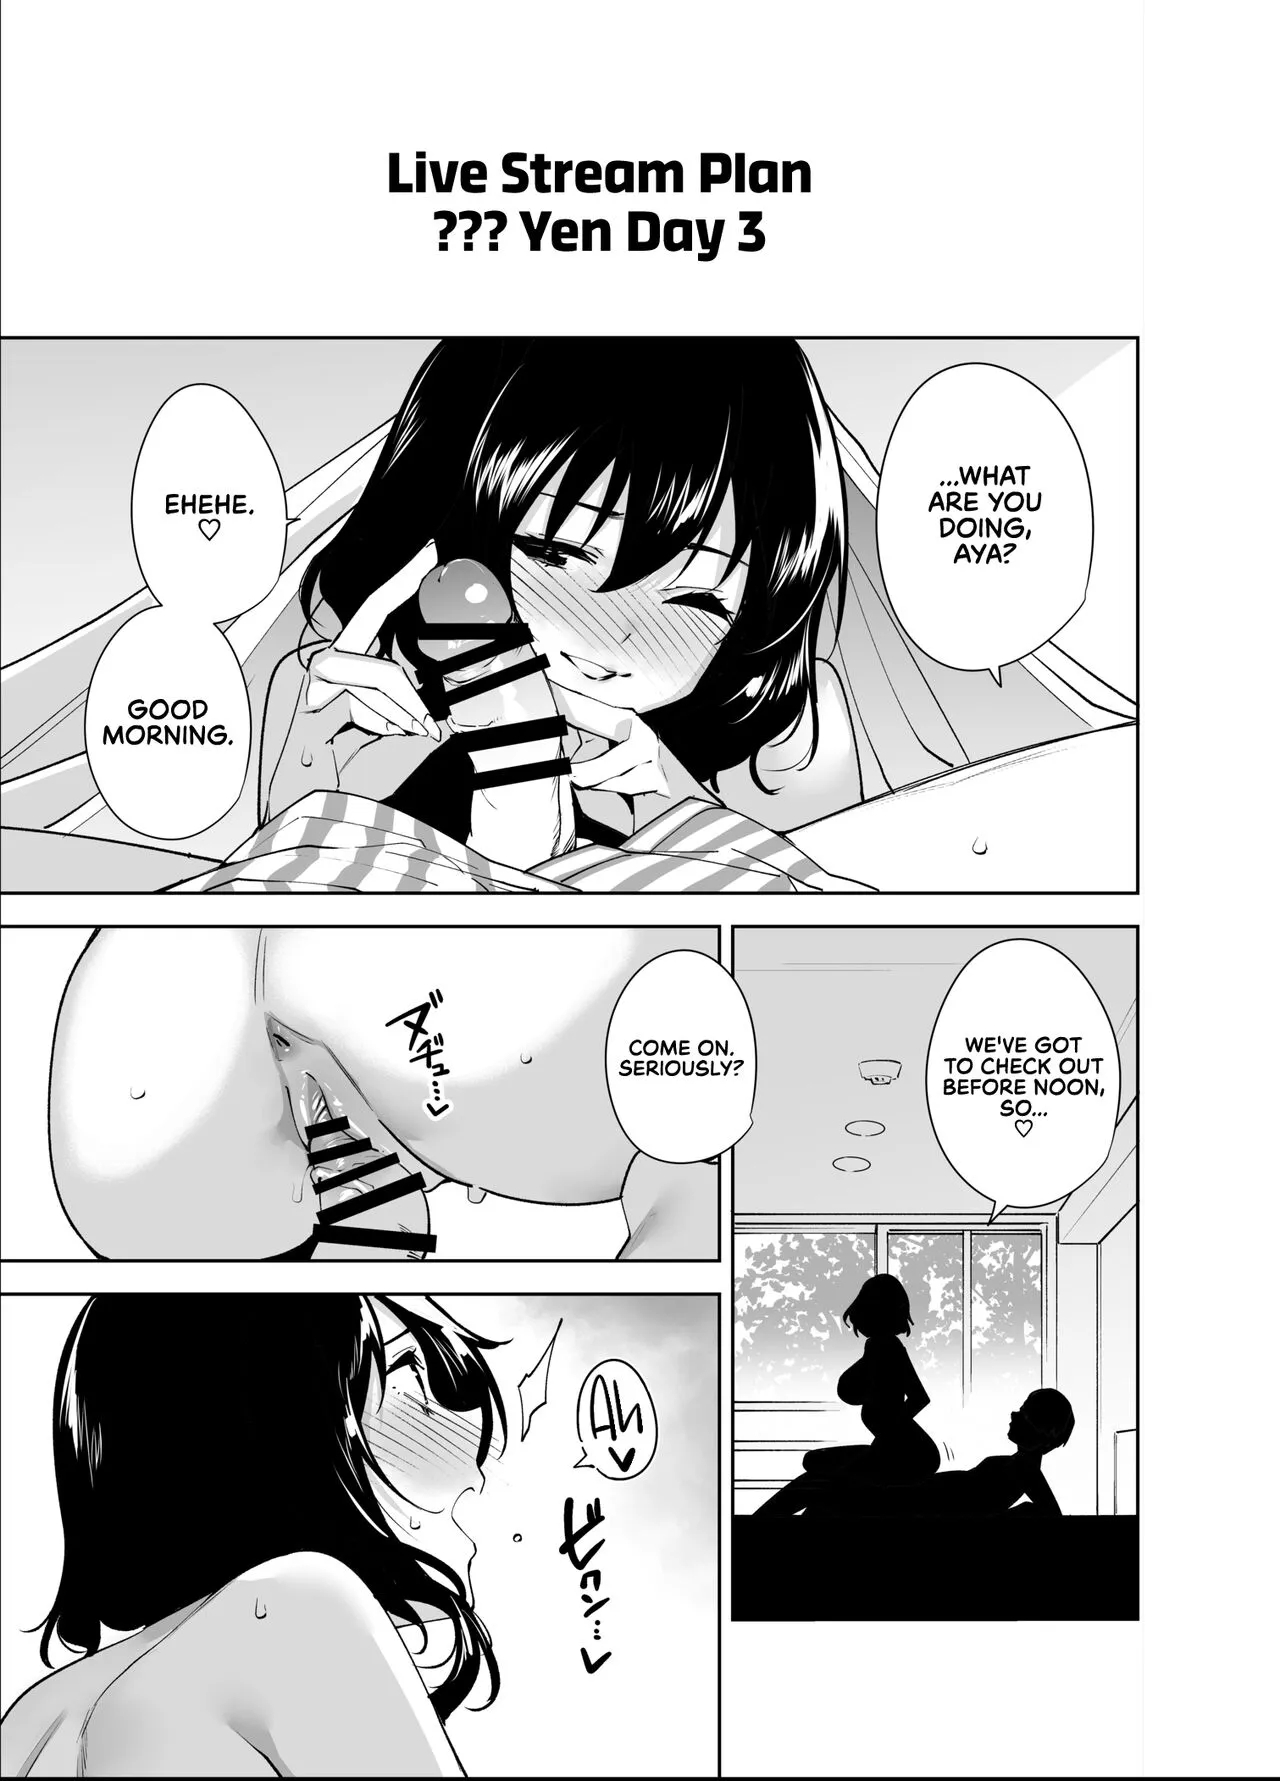 Live Stream Plan
??? Yen Day 3
...WHAT
ARE YOU
DOING,
AYA?
EHEHE.
♡
GOOD
MORNING.
WE'VE GOT
TO CHECK OUT
BEFORE NOON,
SO...
♡
COME ON.
SERIOUSLY?
ヌヂュ…♥
AH
♥
ビクン…♥